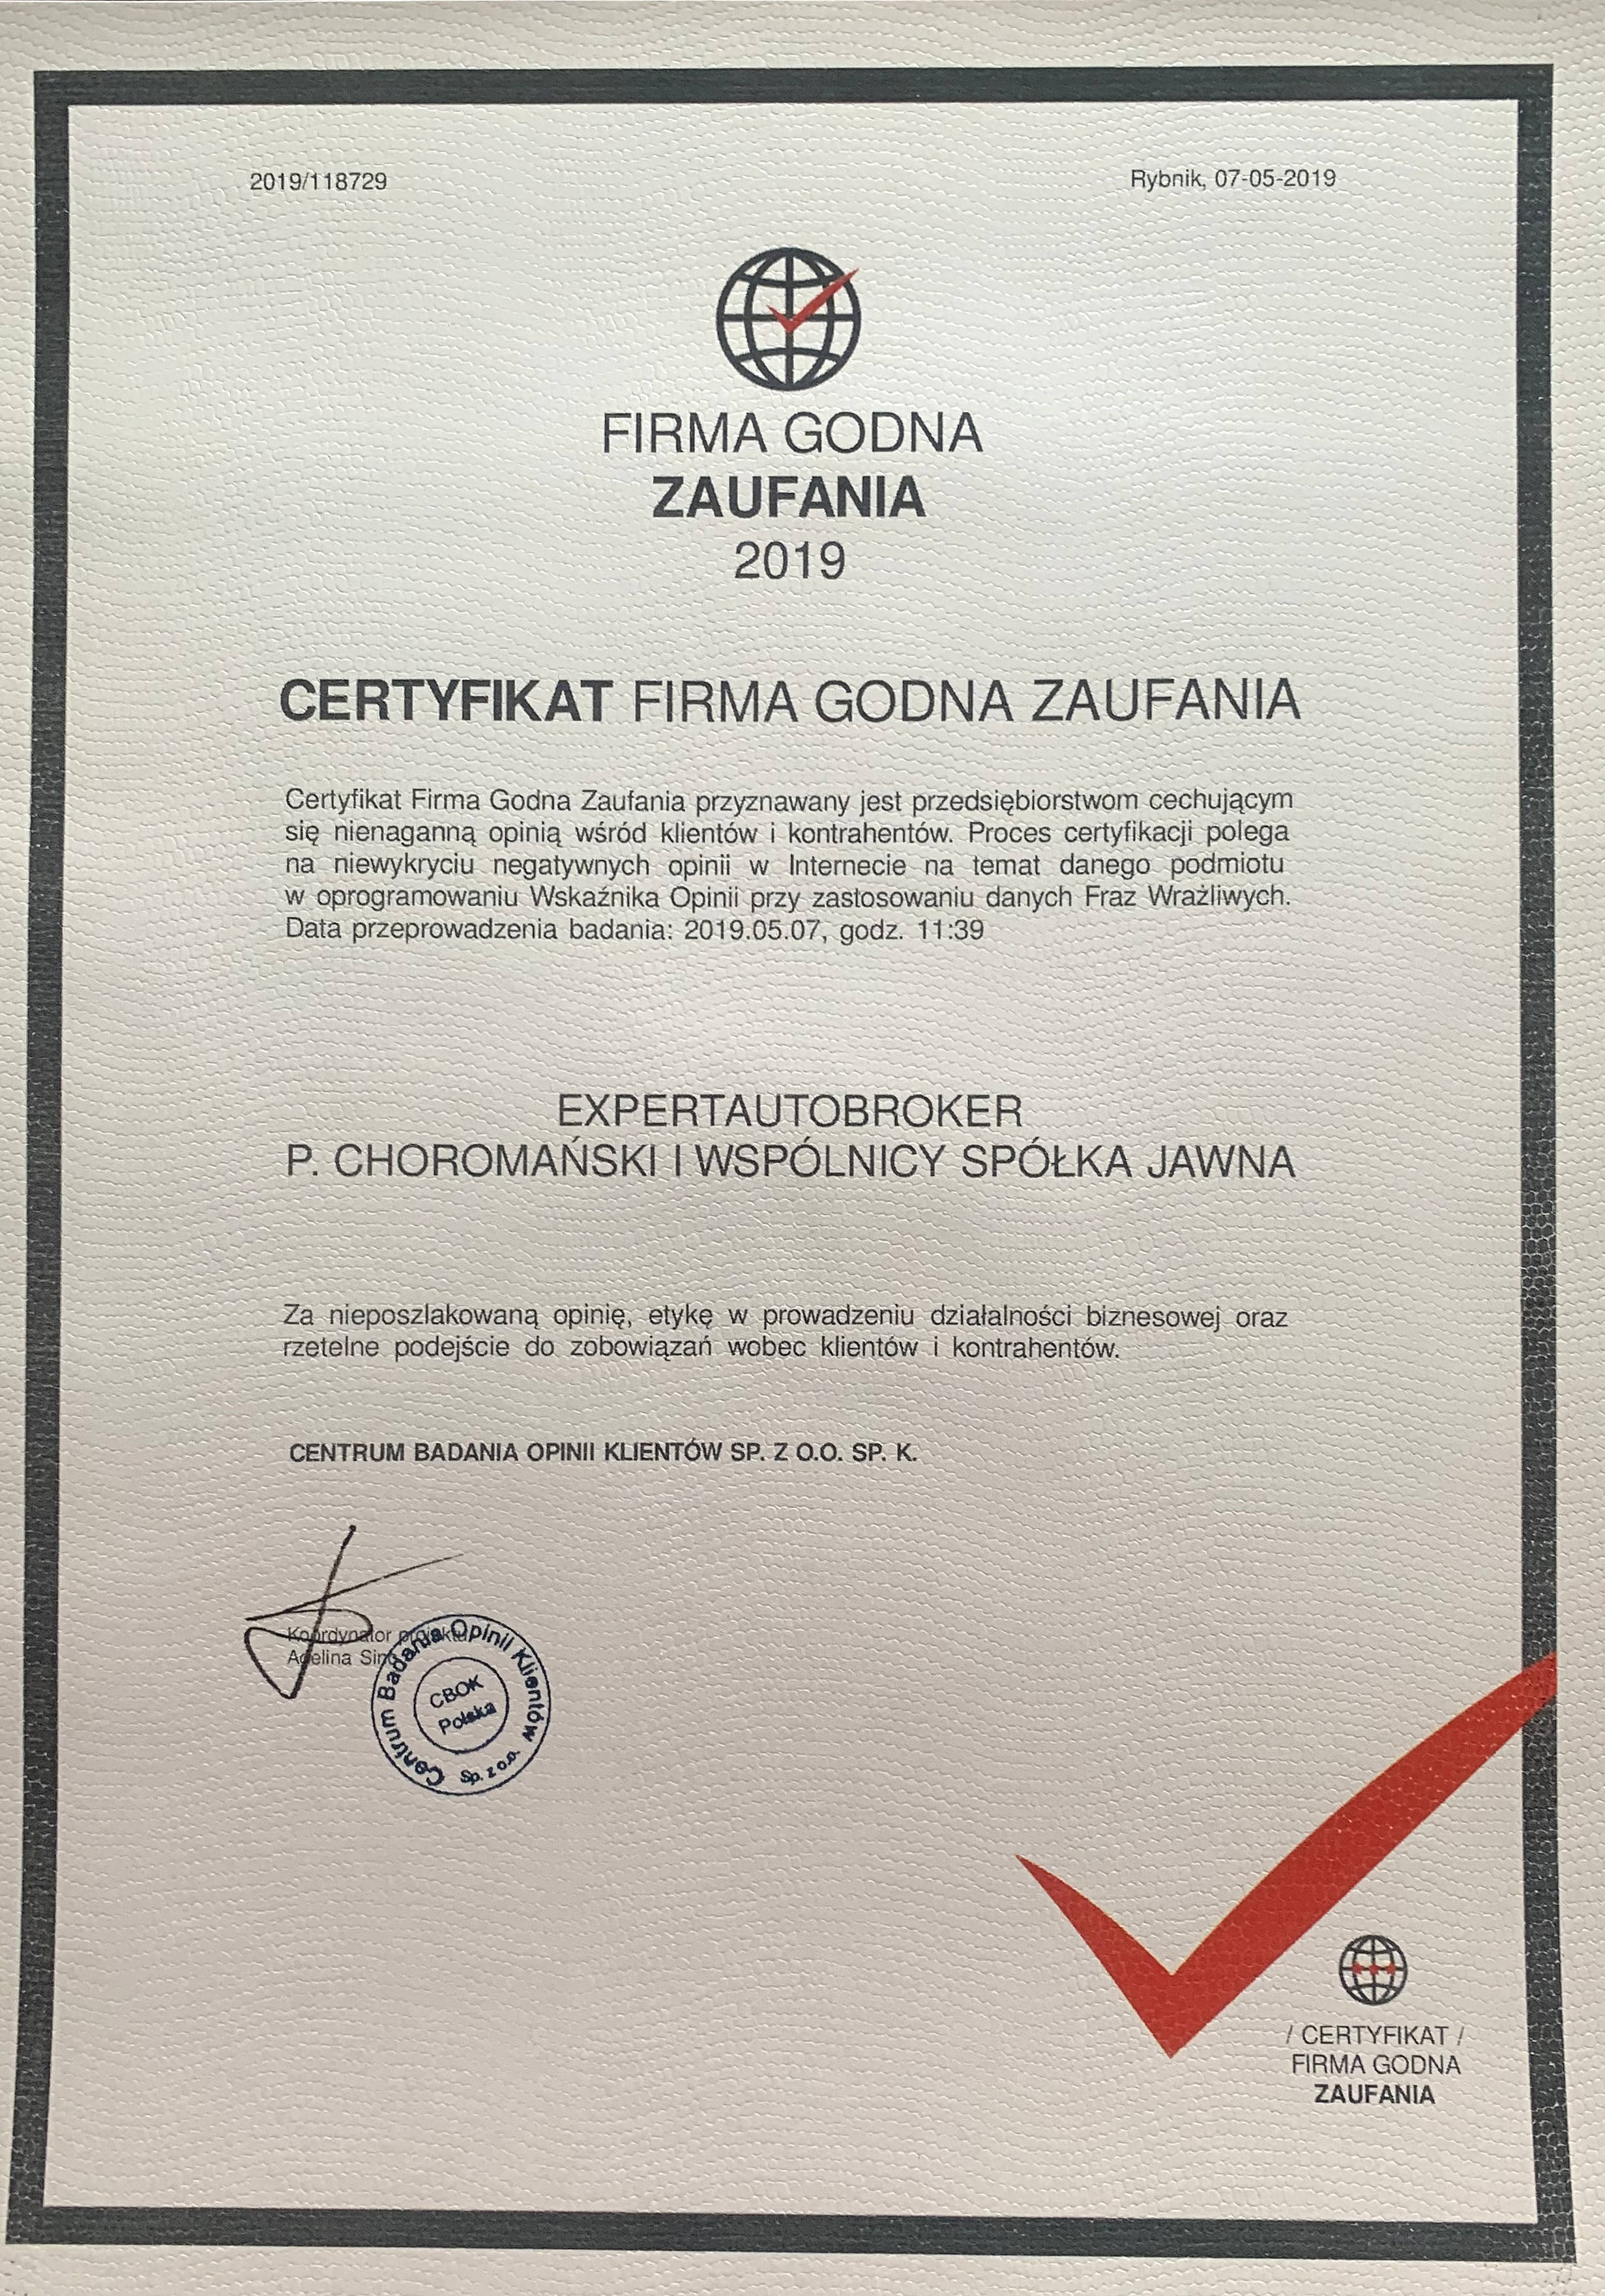 2019/118729
Rybnik, 07-05-2019
FIRMA GODNA
ZAUFANIA
2019
CERTYFIKAT FIRMA GODNA ZAUFANIA
Certyfikat Firma Godna Zaufania przyznawany jest przedsiębiorstwom cechującym
się nienaganną opinią wśród klientów i kontrahentów. Proces certyfikacji polega
na niewykryciu negatywnych opinii w Internecie na temat danego podmiotu
w oprogramowaniu Wskaźnika Opinii przy zastosowaniu danych Fraz Wrażliwych.
Data przeprowadzenia badania: 2019.05.07, godz. 11:39
EXPERTAUTOBROKER
P. CHOROMAŃSKI I WSPÓLNICY SPÓŁKA JAWNA
Za nieposzlakowaną opinię, etykę w prowadzeniu działalności biznesowej oraz
rzetelne podejście do zobowiązań wobec klientów i kontrahentów.
CENTRUM BADANIA OPINII KLIENTÓW SP. Z O.O. SP. K.
Koordynator projektu
Adelina
Centrum Badania Opinii Klientów
Sp. z o.o.
CBOK
Polska
/ CERTYFIKAT /
FIRMA GODNA
ZAUFANIA